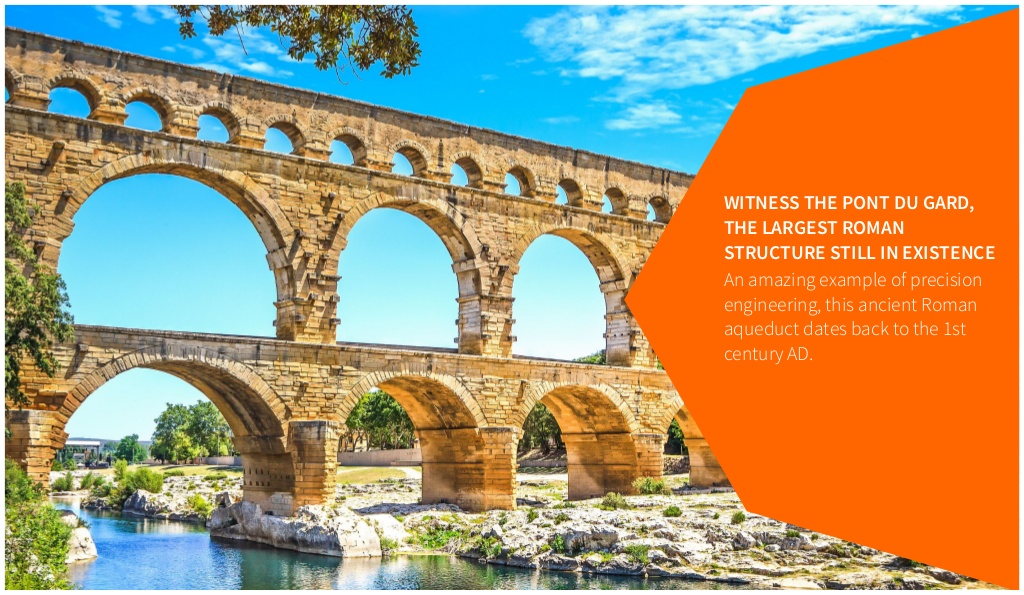 WITNESS THE PONT DU GARD,
THE LARGEST ROMAN
STRUCTURE STILL IN EXISTENCE
An amazing example of precision
engineering, this ancient Roman
aqueduct dates back to the 1st
century AD.